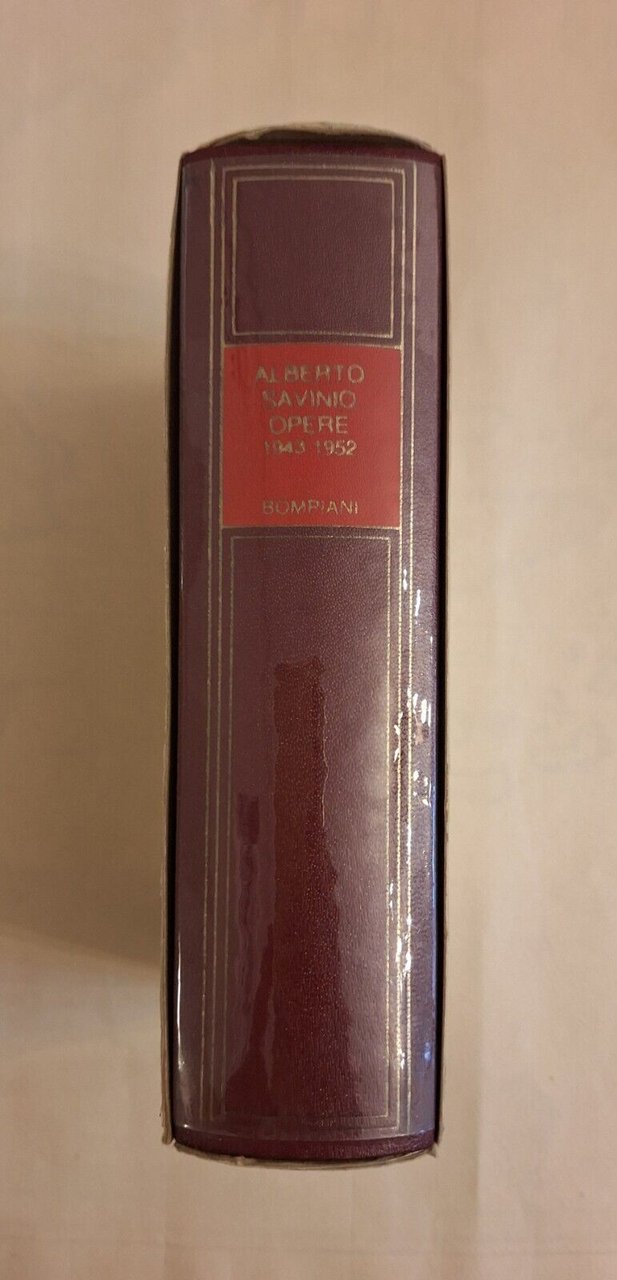 ALBERTO
SAVINIO
OPERE
1943-1952
BOMPIANI